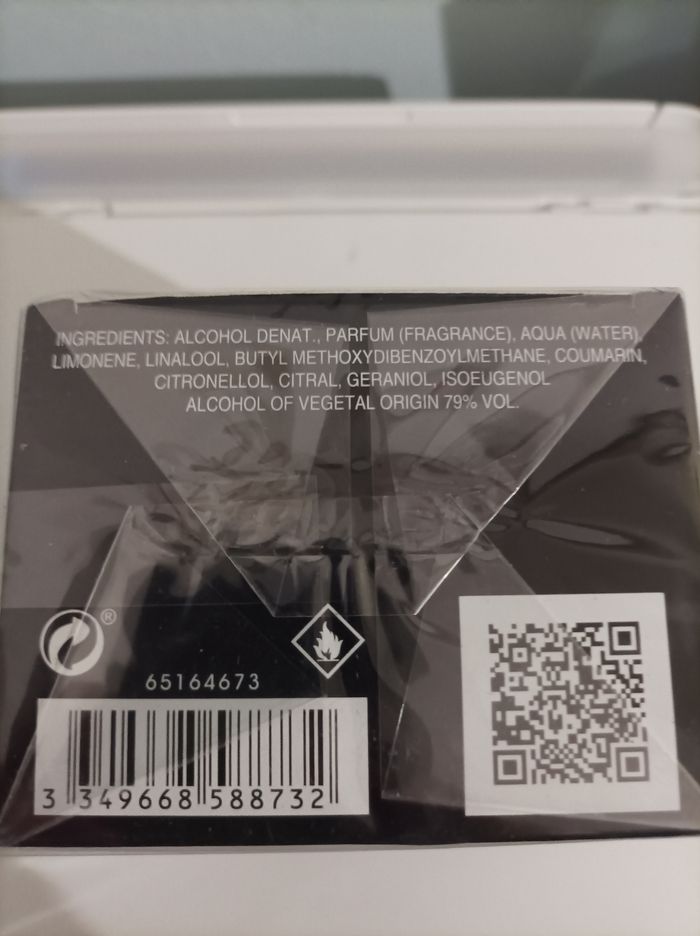 INGREDIENTS: ALCOHOL DENAT., PARFUM (FRAGRANCE), AQUA (WATER),
LIMONENE, LINALOOL, BUTYL METHOXYDIBENZOYLMETHANE, COUMARIN,
CITRONELLOL, CITRAL, GERANIOL, ISOEUGENOL
ALCOHOL OF VEGETAL ORIGIN 79% VOL.
®
65164673
3 349668 588732